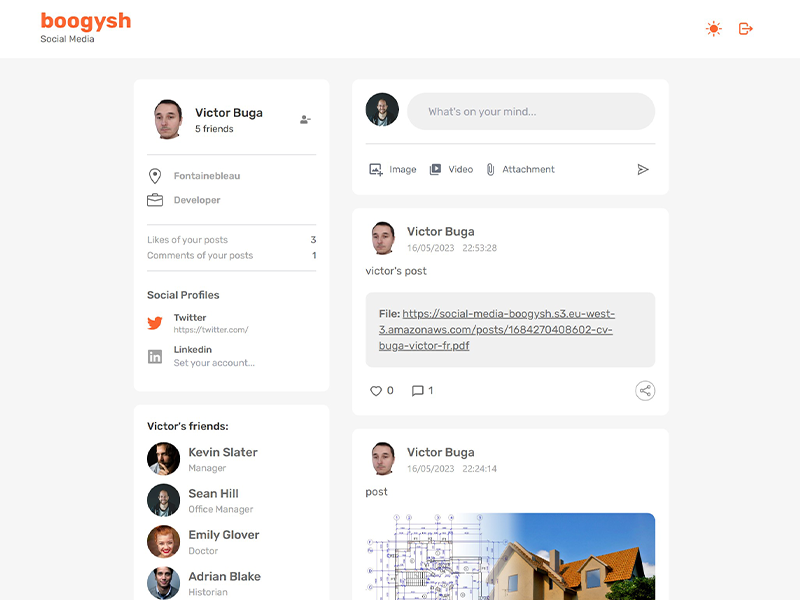 boogysh
Social Media
Victor Buga
5 friends
Fontainebleau
Developer
Likes of your posts 3
Comments of your posts 1
Social Profiles
Twitter
https://twitter.com/
Linkedin
Set your account...
Victor's friends:
Kevin Slater
Manager
Sean Hill
Office Manager
Emily Glover
Doctor
Adrian Blake
Historian
What's on your mind...
Image Video Attachment
Victor Buga
16/05/2023 22:53:28
victor's post
File: https://social-media-boogysh.s3.eu-west-
3.amazonaws.com/posts/1684270408602-cv-
buga-victor-fr.pdf
0 1
Victor Buga
16/05/2023 22:24:14
post